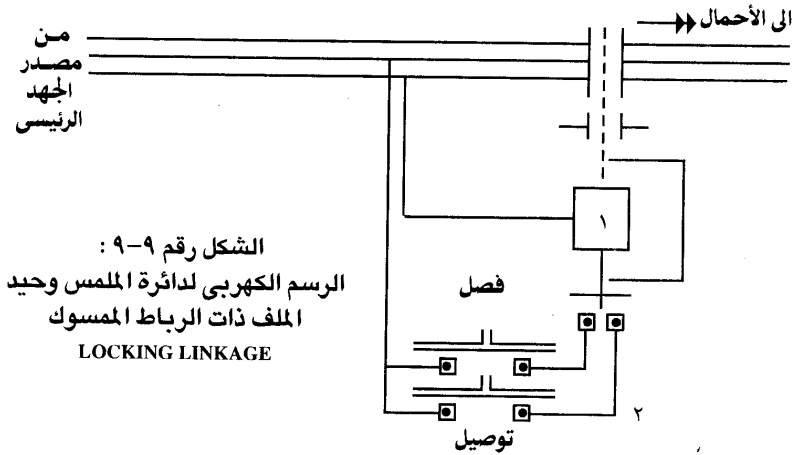 الى الأحمال
من
مصدر
الجهد
الرئيسى
١
الشكل رقم ٩-٩ :
الرسم الكهربى لدائرة الملمس وحيد
الملف ذات الرباط الممسوك
LOCKING LINKAGE
فصل
٢
توصيل